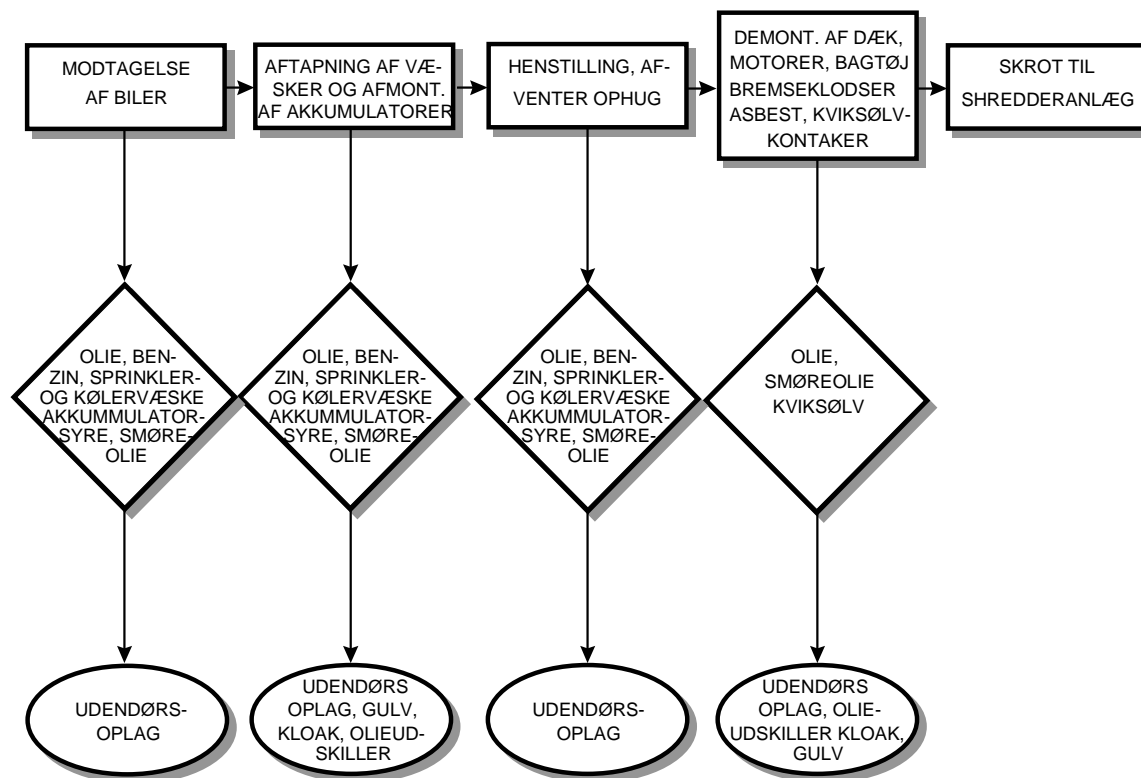 MODTAGELSE
AF BILER
AFTAPNING AF VÆ-
SKER OG AFMONT.
AF AKKUMULATORER
HENSTILLING, AF-
VENTER OPHUG
DEMONT. AF DÆK,
MOTORER, BAGTØJ
BREMSEKLODSER
ASBEST, KVIKSØLV-
KONTAKER
SKROT TIL
SHREDDERANLÆG
OLIE, BEN-
ZIN, SPRINKLER-
OG KØLERVÆSKE
AKKUMMULATOR-
SYRE, SMØRE-
OLIE
OLIE, BEN-
ZIN, SPRINKLER-
OG KØLERVÆSKE
AKKUMMULATOR-
SYRE, SMØRE-
OLIE
OLIE, BEN-
ZIN, SPRINKLER-
OG KØLERVÆSKE
AKKUMMULATOR-
SYRE, SMØRE-
OLIE
OLIE,
SMØREOLIE
KVIKSØLV
UDENDØRS-
OPLAG
UDENDØRS
OPLAG, GULV,
KLOAK, OLIEUD-
SKILLER
UDENDØRS-
OPLAG
UDENDØRS
OPLAG, OLIE-
UDSKILLER KLOAK,
GULV